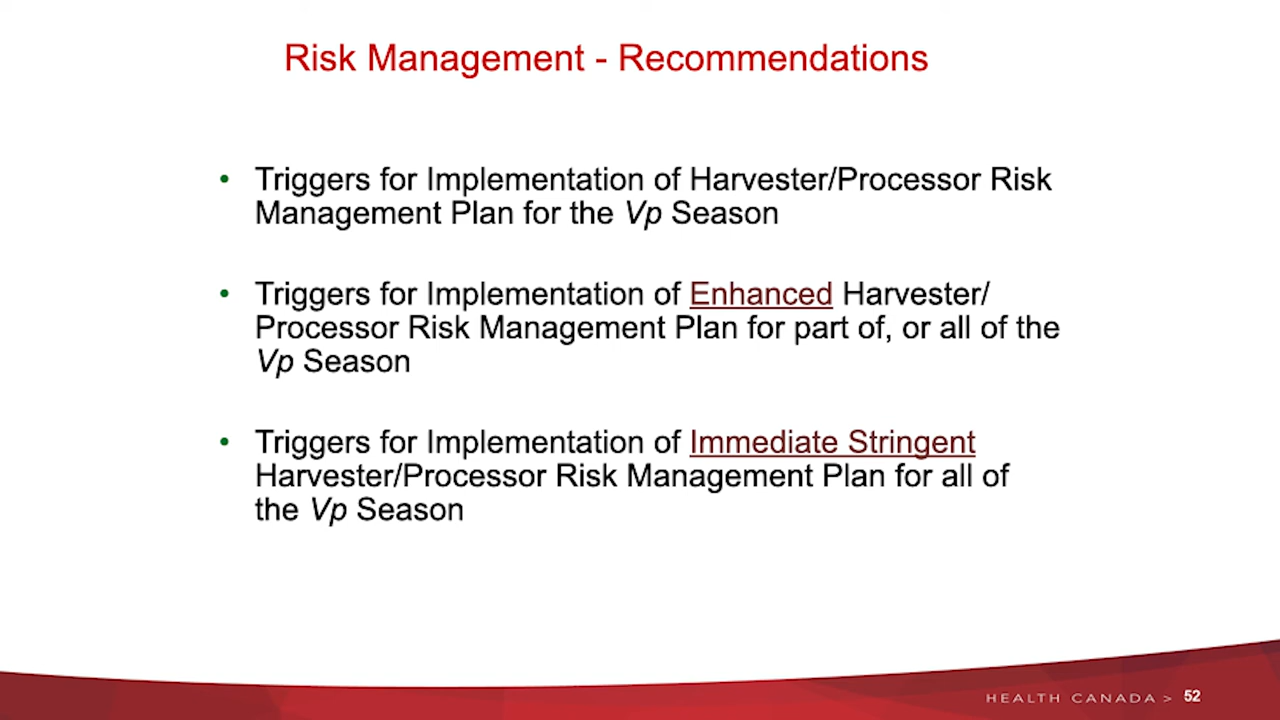 Risk Management - Recommendations
• Triggers for Implementation of Harvester/Processor Risk
Management Plan for the Vp Season
• Triggers for Implementation of Enhanced Harvester/
Processor Risk Management Plan for part of, or all of the
Vp Season
• Triggers for Implementation of Immediate Stringent
Harvester/Processor Risk Management Plan for all of
the Vp Season
HEALTH CANADA > 52